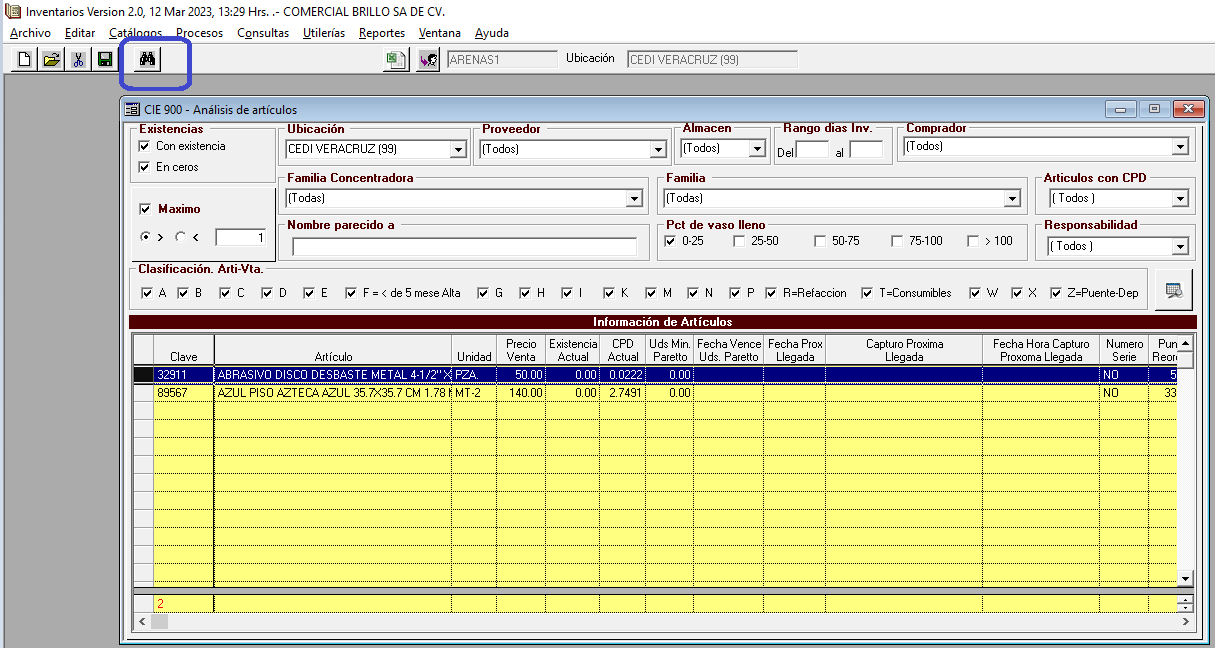 Inventarios Version 2.0, 12 Mar 2023, 13:29 Hrs. .- COMERCIAL BRILLO SA DE CV.
Archivo Editar Catálogos Procesos Consultas Utilerías Reportes Ventana Ayuda
ARENAS1 Ubicación CEDI VERACRUZ (99)
CIE 900 - Análisis de artículos
Existencias Ubicación Proveedor Almacen Rango dias Inv. Comprador
Con existencia CEDI VERACRUZ (99) (Todos) (Todos) Del al (Todos)
En ceros
Familia Concentradora Familia Articulos con CPD
(Todas) (Todas) ( Todos )
Maximo
Nombre parecido a Pct de vaso lleno Responsabilidad
> < 1 0-25 25-50 50-75 75-100 > 100 ( Todos )
Clasificación. Arti-Vta.
A B C D E F = < de 5 mese Alta G H I K M N P R=Refaccion T=Consumibles W X Z=Puente-Dep
Información de Artículos
Precio Existencia CPD Uds Min. Fecha Vence Fecha Prox Captura Proxima Fecha Hora Capturo Numero Pun
Clave Artículo Unidad Venta Actual Actual Paretto Uds. Paretto Llegada Llegada Proxoma Llegada Serie Reor
32911 ABRASIVO DISCO DESBASTE METAL 4-1/2" X PZA. 50.00 0.00 0.0222 0.00 NO 5
89567 AZUL PISO AZTECA AZUL 35.7X35.7 CM 1.78 MT-2 140.00 0.00 2.7491 0.00 NO 33
2